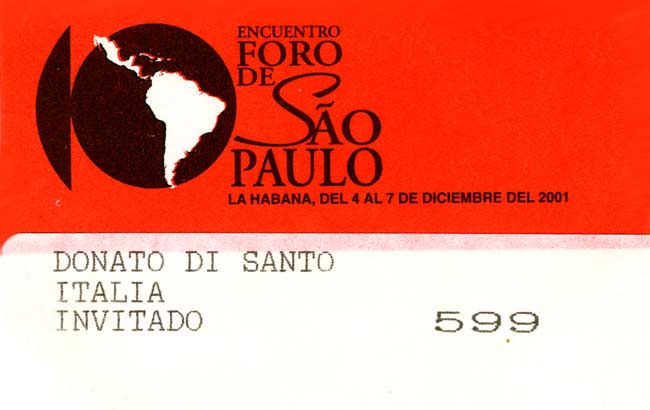 10
ENCUENTRO
FORO
DE
SÃO
PAULO
LA HABANA, DEL 4 AL 7 DE DICIEMBRE DEL 2001
DONATO DI SANTO
ITALIA
INVITADO 599